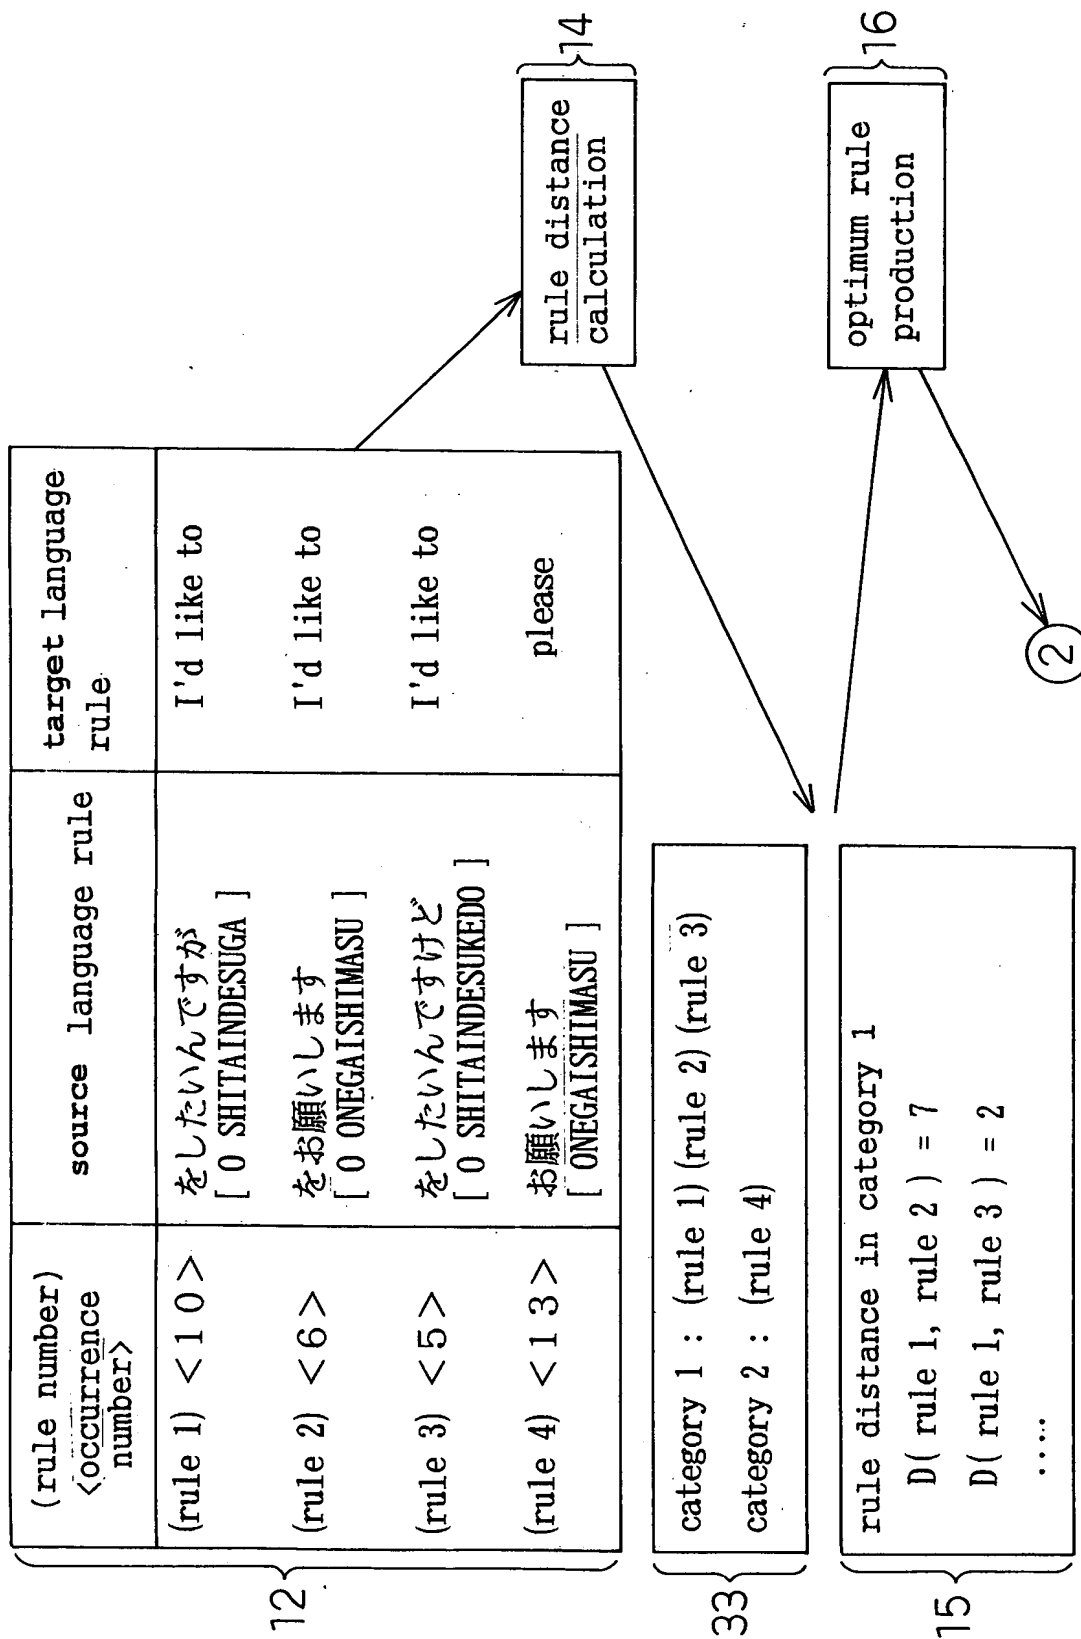 (rule number)
<occurrence
number>
source language rule
target language
rule
(rule 1) <10>
をしたいんですが
[ O SHITAINDESUGA ]
I'd like to
(rule 2) <6>
をお願いします
[ O ONEGAISHIMASU ]
I'd like to
(rule 3) <5>
をしたいんですけど
[ O SHITAINDESUKEDO ]
I'd like to
(rule 4) <13>
お願いします
[ ONEGAISHIMASU ]
please
12
rule distance
calculation
14
category 1 : (rule 1) (rule 2) (rule 3)
category 2 : (rule 4)
33
rule distance in category 1
D( rule 1, rule 2 ) = 7
D( rule 1, rule 3 ) = 2
.....
15
optimum rule
production
16
2